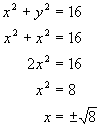 x² + y² = 16
x² + x² = 16
2x² = 16
x² = 8
x = ±√8